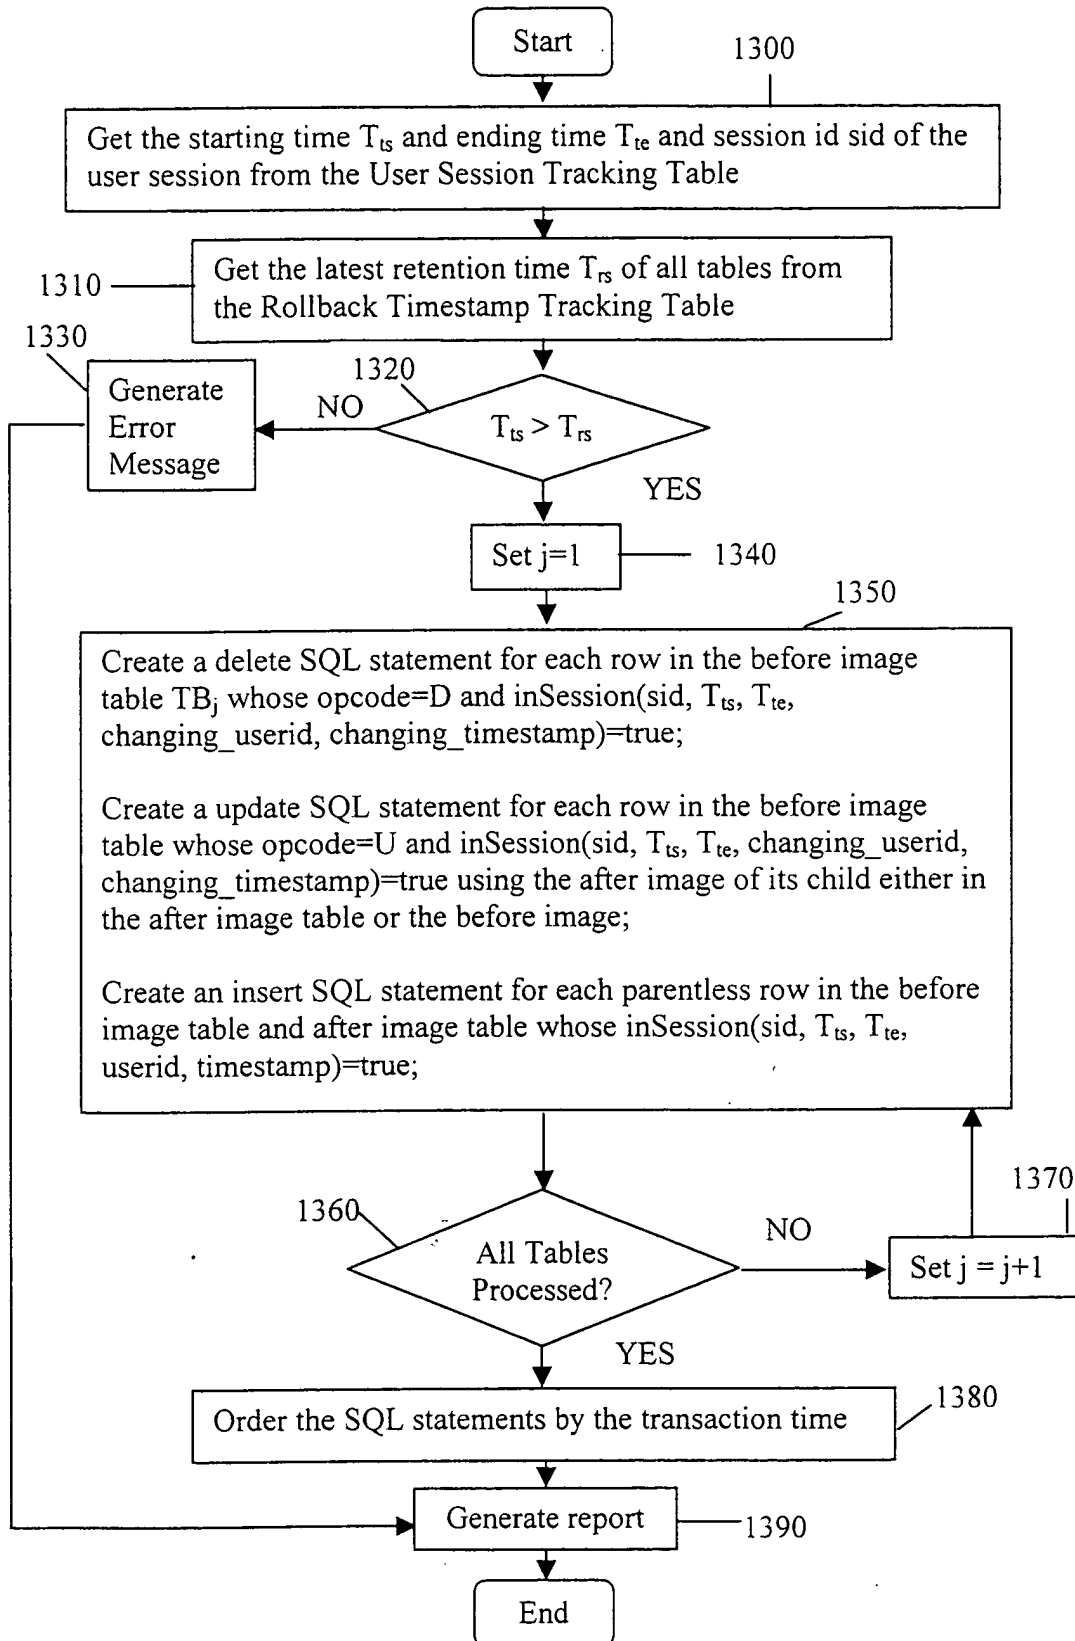 Start
1300
Get the starting time Tts and ending time Tte and session id sid of the
user session from the User Session Tracking Table
1310
Get the latest retention time Trs of all tables from
the Rollback Timestamp Tracking Table
1330
Generate
Error
Message
NO
1320
Tts > Trs
YES
Set j=1
1340
1350
Create a delete SQL statement for each row in the before image
table TBj whose opcode=D and inSession(sid, Tts, Tte,
changing_userid, changing_timestamp)=true;
Create a update SQL statement for each row in the before image
table whose opcode=U and inSession(sid, Tts, Tte, changing_userid,
changing_timestamp)=true using the after image of its child either in
the after image table or the before image;
Create an insert SQL statement for each parentless row in the before
image table and after image table whose inSession(sid, Tts, Tte,
userid, timestamp)=true;
1360
All Tables
Processed?
NO
1370
Set j = j+1
YES
Order the SQL statements by the transaction time
1380
Generate report
1390
End